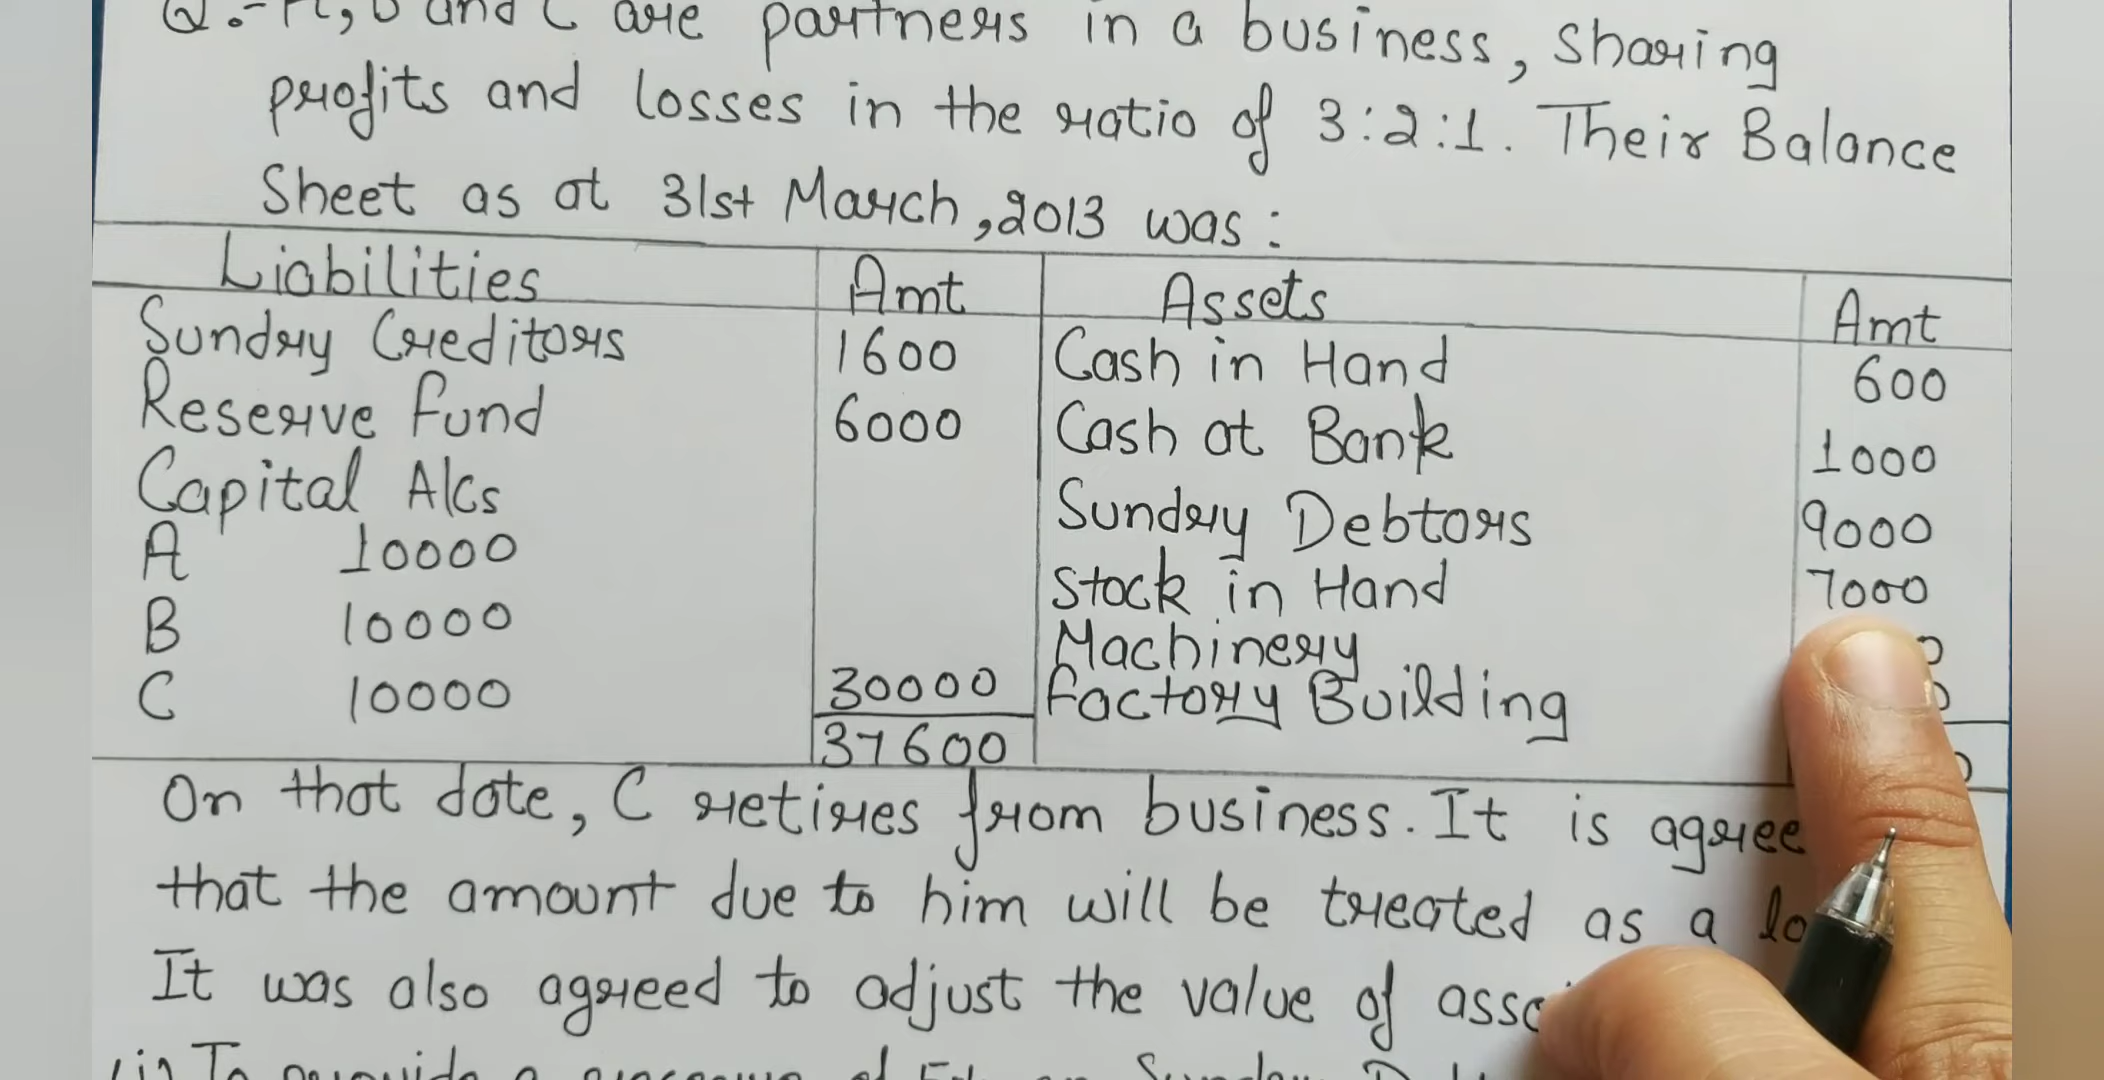 Q.- A, B and C are partners in a business, sharing
profits and losses in the ratio of 3:2:1. Their Balance
Sheet as at 31st March, 2013 was:
Liabilities Amt Assets Amt
Sundry Creditors 1600 Cash in Hand 600
Reserve fund 6000 Cash at Bank 1000
Capital A/cs Sundry Debtors 9000
A 10000 Stock in Hand 7000
B 10000 Machinery
C 10000 30000 factory Building
37600
On that date, C retires from business. It is agree
that the amount due to him will be treated as a
It was also agreed to adjust the value of
(i) To provide a